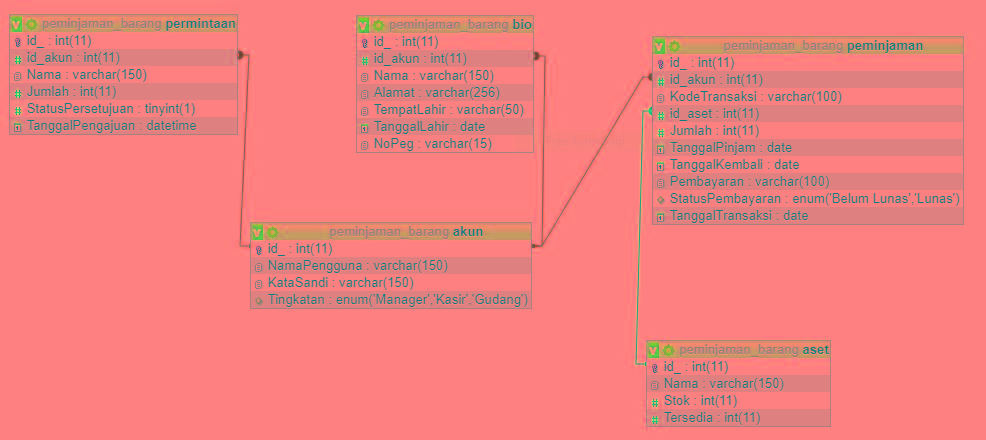 peminjaman_barang permintaan
id_ : int(11)
id_akun : int(11)
Nama : varchar(150)
Jumlah : int(11)
StatusPersetujuan : tinyint(1)
TanggalPengajuan : datetime
peminjaman_barang bio
id_ : int(11)
id_akun : int(11)
Nama : varchar(150)
Alamat : varchar(256)
TempatLahir : varchar(50)
TanggalLahir : date
NoPeg : varchar(15)
peminjaman_barang peminjaman
id_ : int(11)
id_akun : int(11)
KodeTransaksi : varchar(100)
id_aset : int(11)
Jumlah : int(11)
TanggalPinjam : date
TanggalKembali : date
Pembayaran : varchar(100)
StatusPembayaran : enum('Belum Lunas','Lunas')
TanggalTransaksi : date
peminjaman_barang akun
id_ : int(11)
NamaPengguna : varchar(150)
KataSandi : varchar(150)
Tingkatan : enum('Manager','Kasir','Gudang')
peminjaman_barang aset
id_ : int(11)
Nama : varchar(150)
Stok : int(11)
Tersedia : int(11)